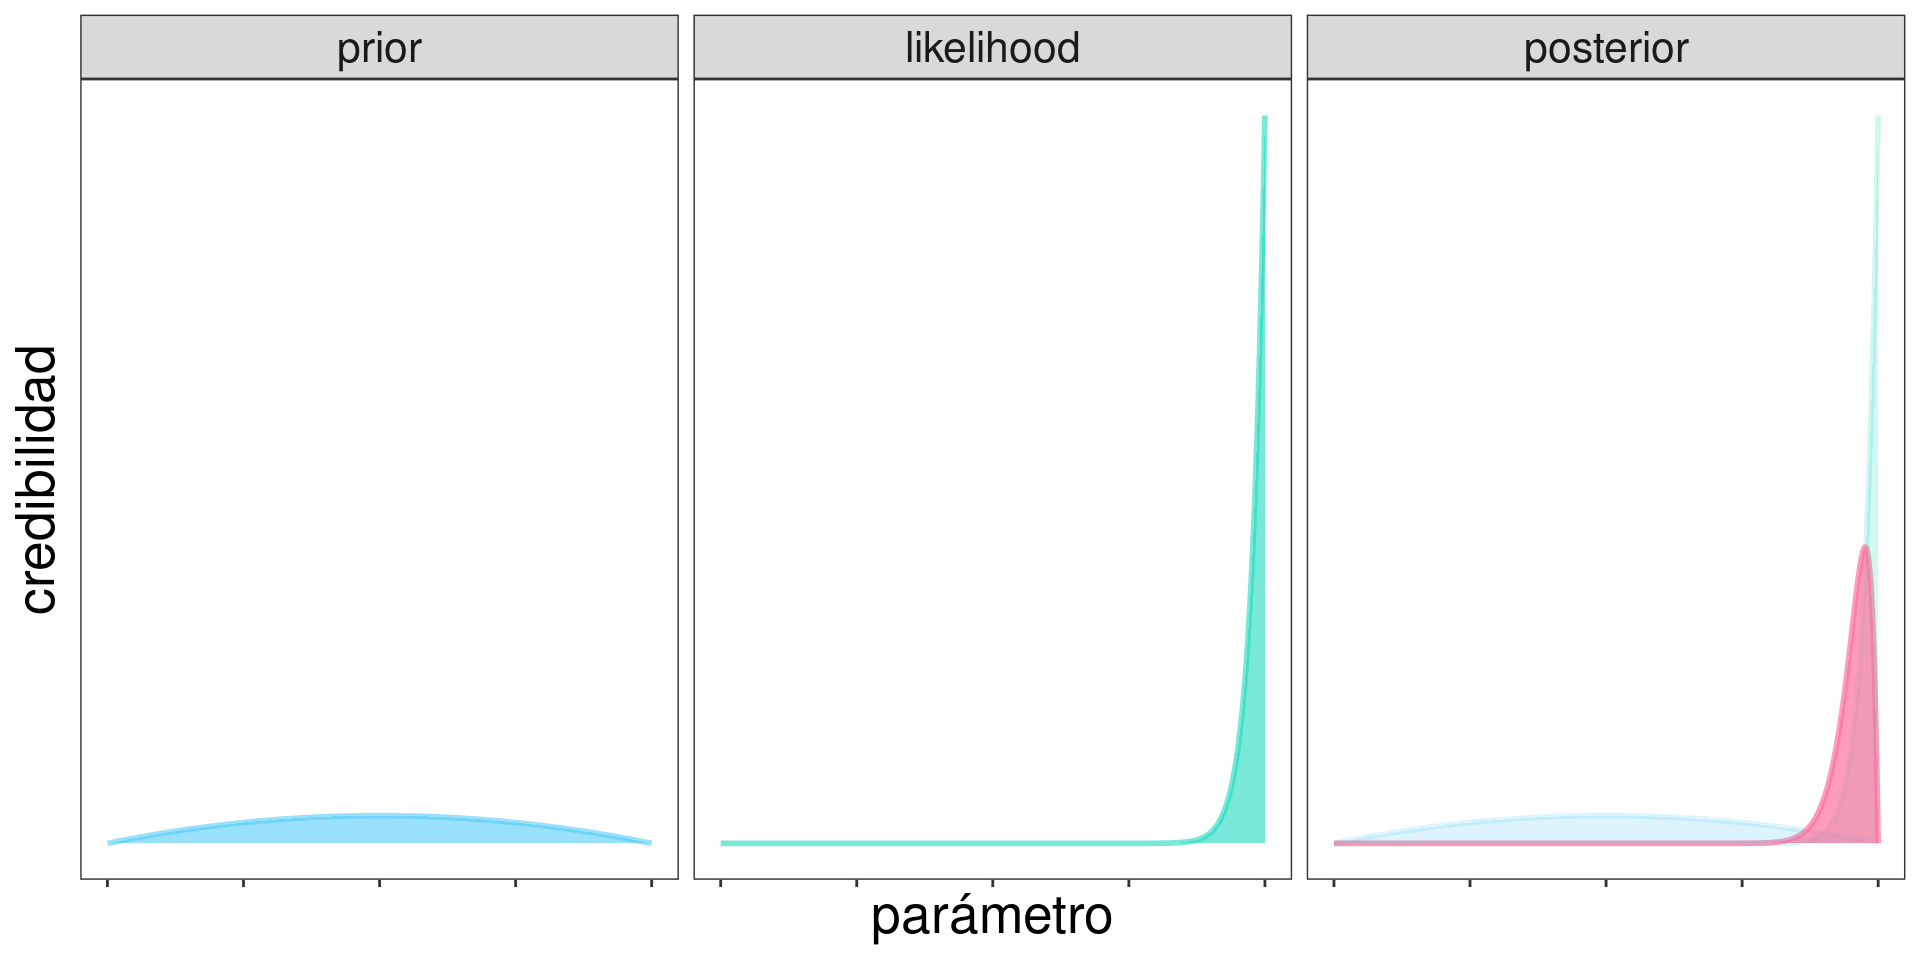 prior
likelihood
posterior
credibilidad
parámetro